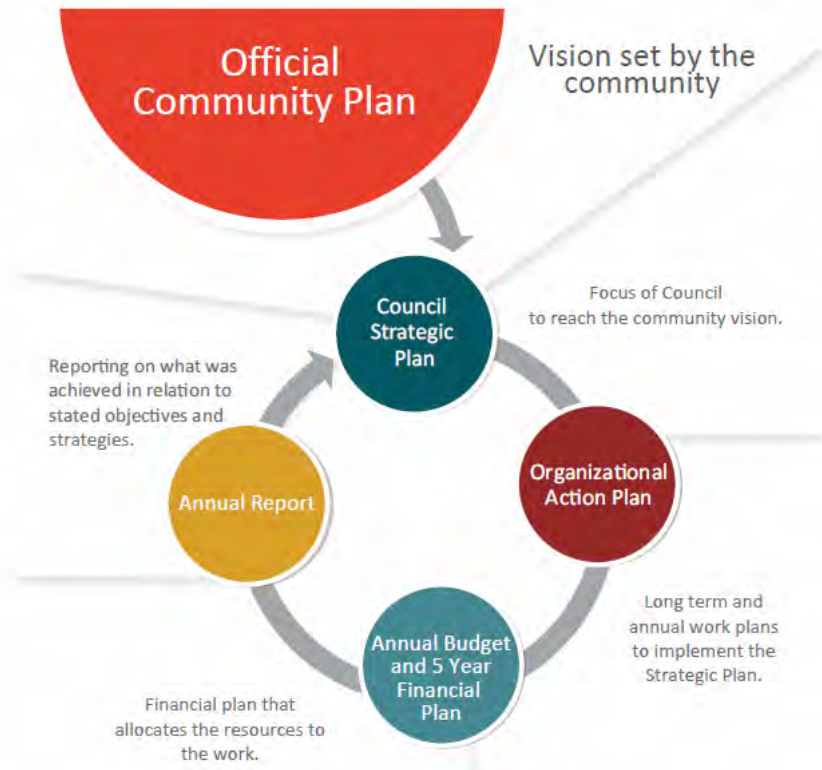 Official
Community Plan
Vision set by the
community
Council
Strategic
Plan
Focus of Council
to reach the community vision.
Organizational
Action Plan
Long term and
annual work plans
to implement the
Strategic Plan.
Annual Budget
and 5 Year
Financial
Plan
Financial plan that
allocates the resources to
the work.
Annual Report
Reporting on what was
achieved in relation to
stated objectives and
strategies.